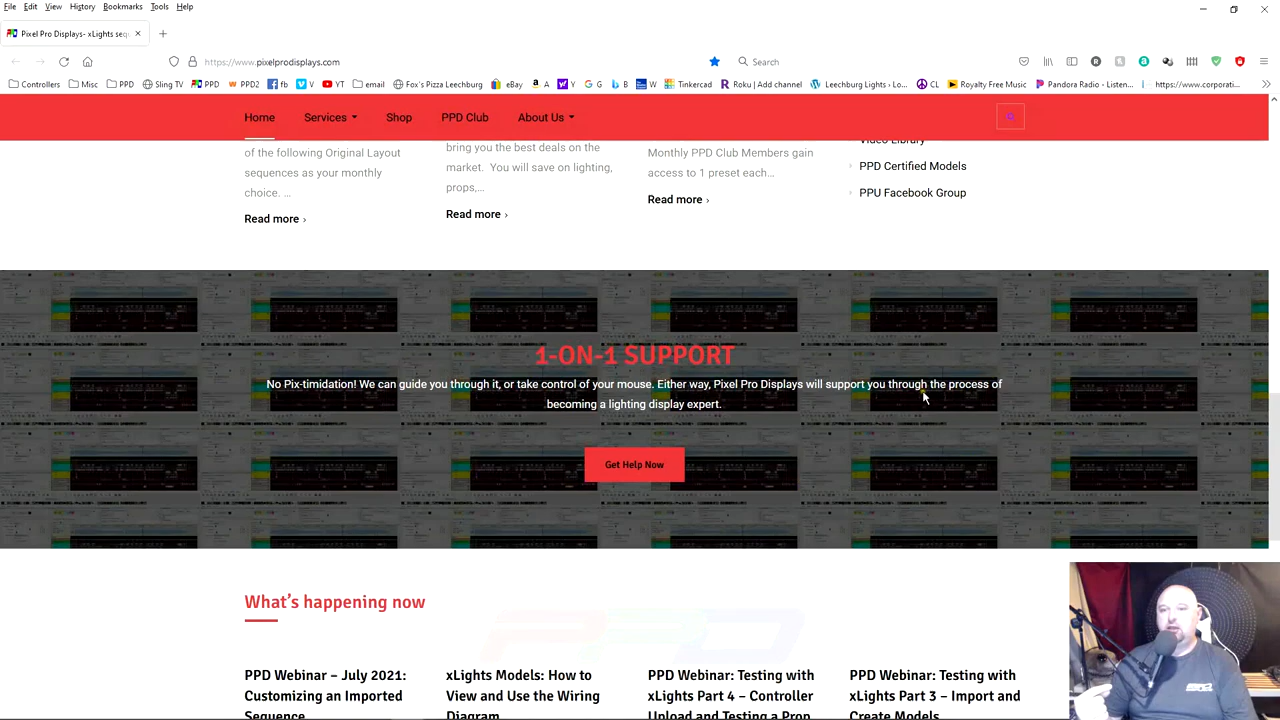 File Edit View History Bookmarks Tools Help
Pixel Pro Displays- xLights seq
https://www.pixelprodisplays.com
Search
Controllers Misc PPD Sling TV PPD PPD2 fb V YT email Fox's Pizza Leechburg eBay A Y G B W Tinkercad Roku | Add channel Leechburg Lights - Lo... CL Royalty Free Music Pandora Radio - Listen... https://www.corporati...
Home Services Shop PPD Club About Us
of the following Original Layout
sequences as your monthly
choice. ...
Read more ›
bring you the best deals on the
market. You will save on lighting,
props,...
Read more ›
Monthly PPD Club Members gain
access to 1 preset each...
Read more ›
Video Library
PPD Certified Models
PPU Facebook Group
1-ON-1 SUPPORT
No Pix-timidation! We can guide you through it, or take control of your mouse. Either way, Pixel Pro Displays will support you through the process of
becoming a lighting display expert.
Get Help Now
What's happening now
PPD
PPD Webinar – July 2021:
Customizing an Imported
Sequence
xLights Models: How to
View and Use the Wiring
Diagram
PPD Webinar: Testing with
xLights Part 4 – Controller
Upload and Testing a Prop
PPD Webinar: Testing with
xLights Part 3 – Import and
Create Models